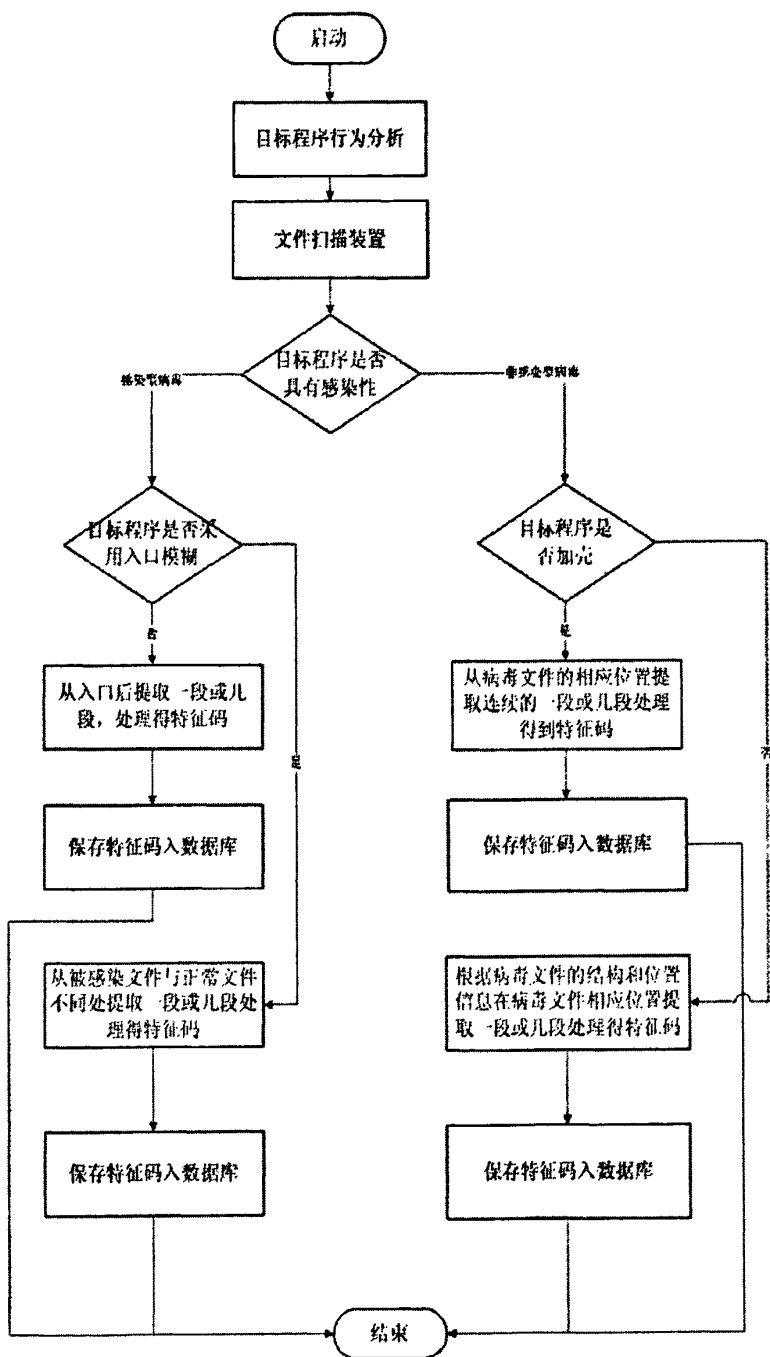 启动
目标程序行为分析
文件扫描装置
目标程序是否
具有感染性
感染型病毒
非感染型病毒
目标程序是否采
用入口模糊
目标程序是
否加壳
否
是
从入口后提取一段或几
段，处理得特征码
从病毒文件的相应位置提
取连续的一段或几段处理
得到特征码
是
否
保存特征码入数据库
保存特征码入数据库
从被感染文件与正常文件
不同处提取一段或几段处
理得特征码
根据病毒文件的结构和位置
信息在病毒文件相应位置提
取一段或几段处理得特征码
保存特征码入数据库
保存特征码入数据库
结束